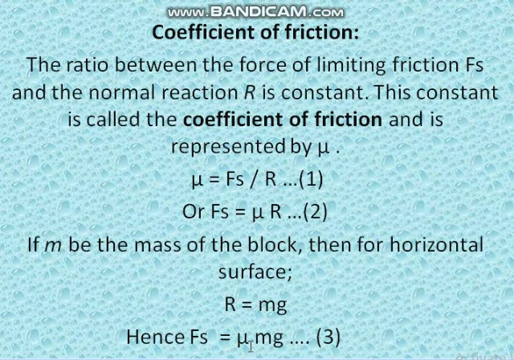 www.BANDICAM.com
Coefficient of friction:
The ratio between the force of limiting friction Fs
and the normal reaction R is constant. This constant
is called the coefficient of friction and is
represented by μ .
μ = Fs / R ...(1)
Or Fs = μ R ...(2)
If m be the mass of the block, then for horizontal
surface;
R = mg
Hence Fs = μ mg .... (3)